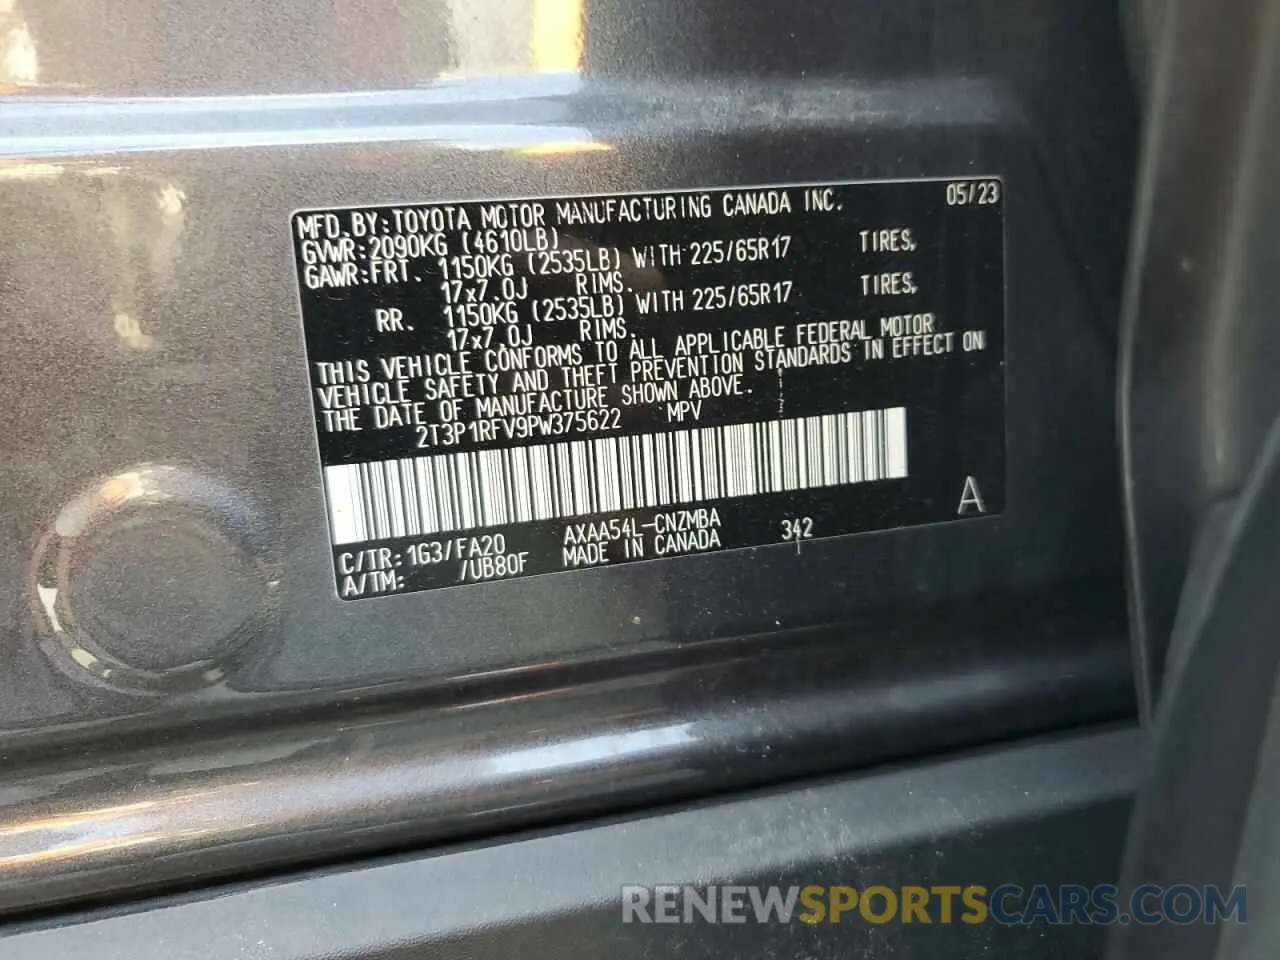 MFD.BY:TOYOTA MOTOR MANUFACTURING CANADA INC. 05/23
GVWR:2090KG (4610LB)
GAWR:FRT. 1150KG (2535LB) WITH 225/65R17 TIRES,
17x7.0J RIMS.
RR. 1150KG (2535LB) WITH 225/65R17 TIRES,
17x7.0J RIMS.
THIS VEHICLE CONFORMS TO ALL APPLICABLE FEDERAL MOTOR
VEHICLE SAFETY AND THEFT PREVENTION STANDARDS IN EFFECT ON
THE DATE OF MANUFACTURE SHOWN ABOVE.
2T3P1RFV9PW375622 MPV
A
C/TR:1G3/FA20 AXAA54L-CNZMBA 342
A/TM: /UB80F MADE IN CANADA
RENEWSPORTSCARS.COM